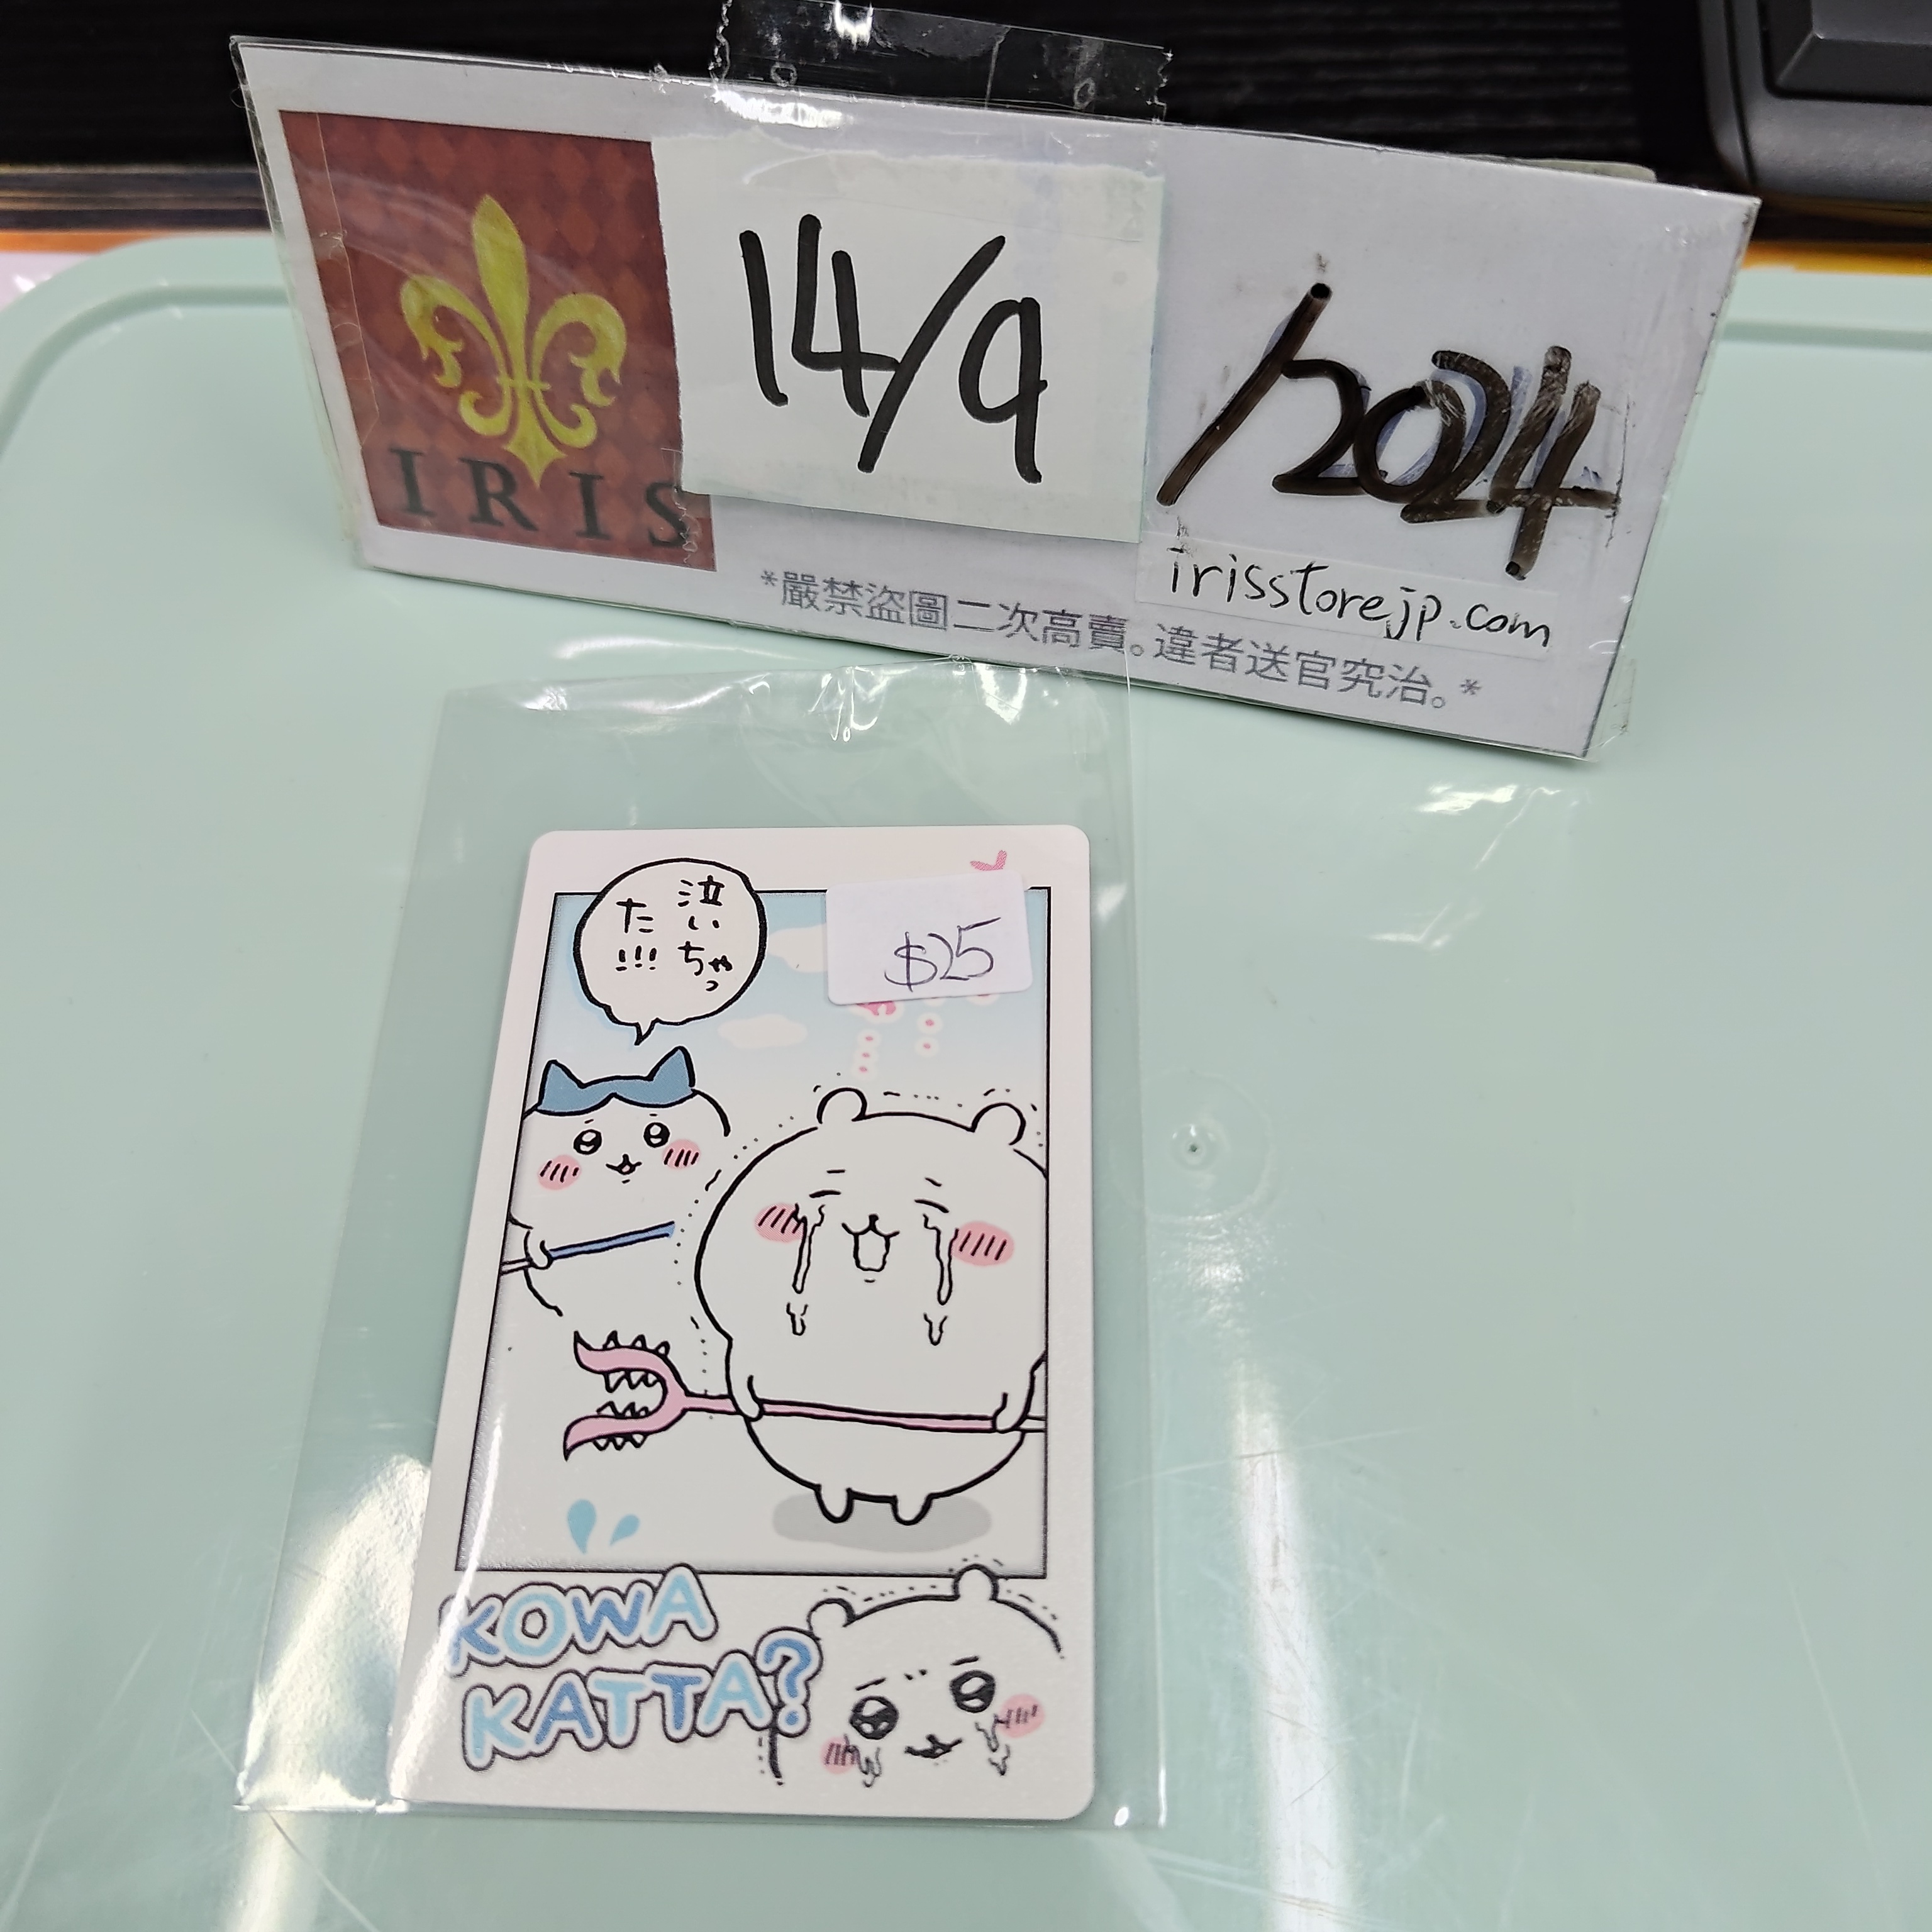 IRIS
14/9
/2024
irisstorejp.com
*嚴禁盜圖二次高賣。違者送官究治。*
泣いちゃっ
た!!!
$25
KOWA
KATTA?